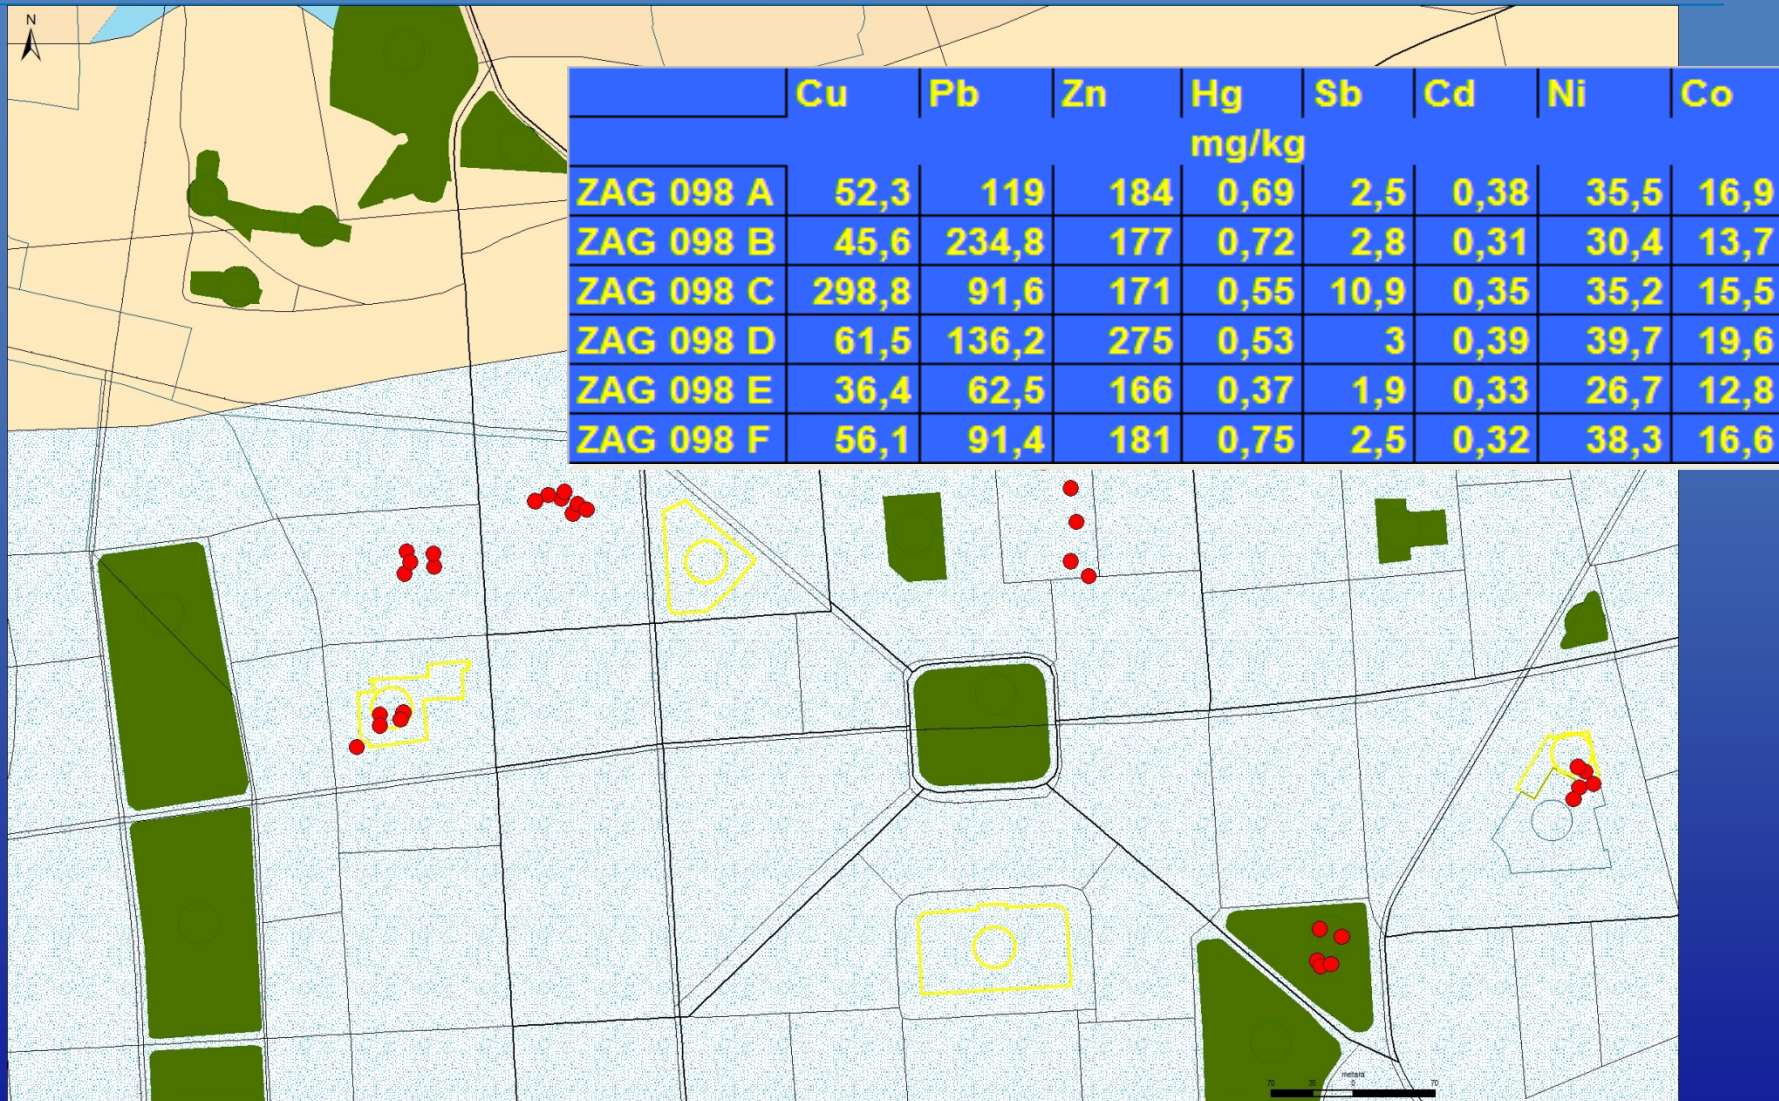 N
Cu Pb Zn Hg Sb Cd Ni Co
mg/kg
ZAG 098 A 52,3 119 184 0,69 2,5 0,38 35,5 16,9
ZAG 098 B 45,6 234,8 177 0,72 2,8 0,31 30,4 13,7
ZAG 098 C 298,8 91,6 171 0,55 10,9 0,35 35,2 15,5
ZAG 098 D 61,5 136,2 275 0,53 3 0,39 39,7 19,6
ZAG 098 E 36,4 62,5 166 0,37 1,9 0,33 26,7 12,8
ZAG 098 F 56,1 91,4 181 0,75 2,5 0,32 38,3 16,6
metara
70 35 0 70